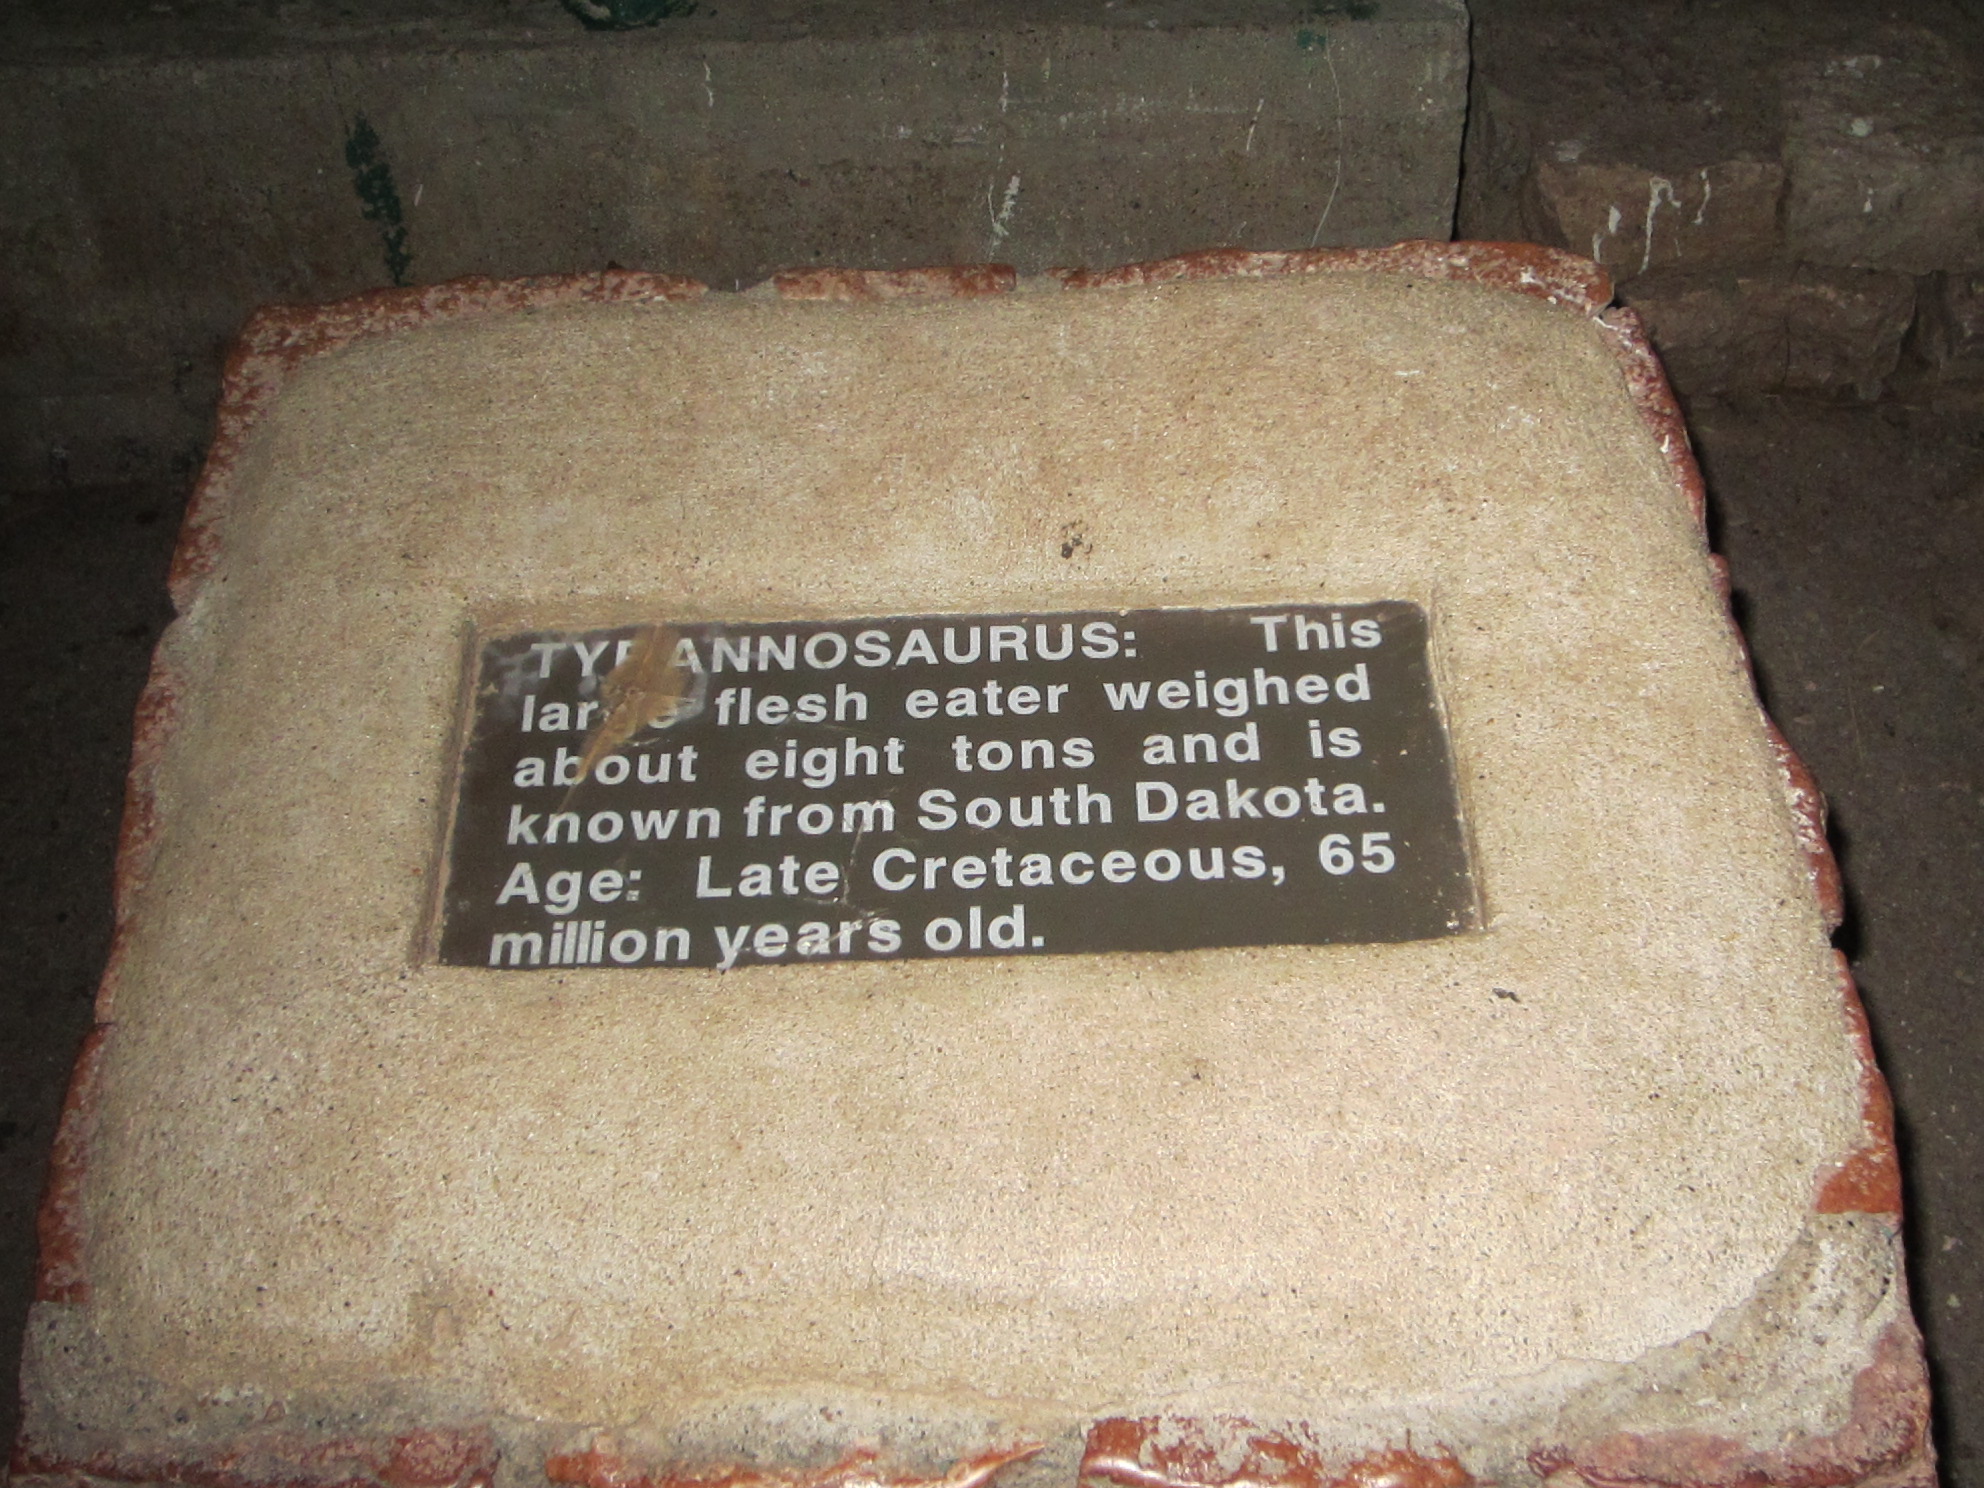 TYRANNOSAURUS: This
large flesh eater weighed
about eight tons and is
known from South Dakota.
Age: Late Cretaceous, 65
million years old.